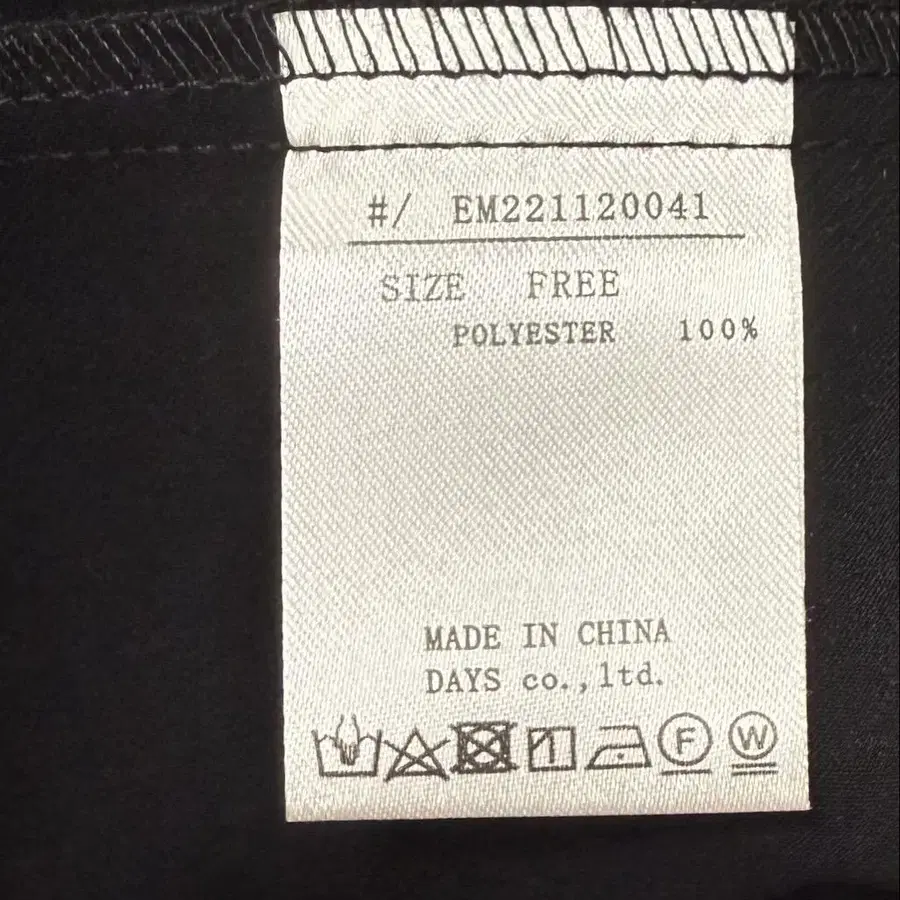 #/ EM221120041
SIZE FREE
POLYESTER 100%
MADE IN CHINA
DAYS co.,ltd.
F W